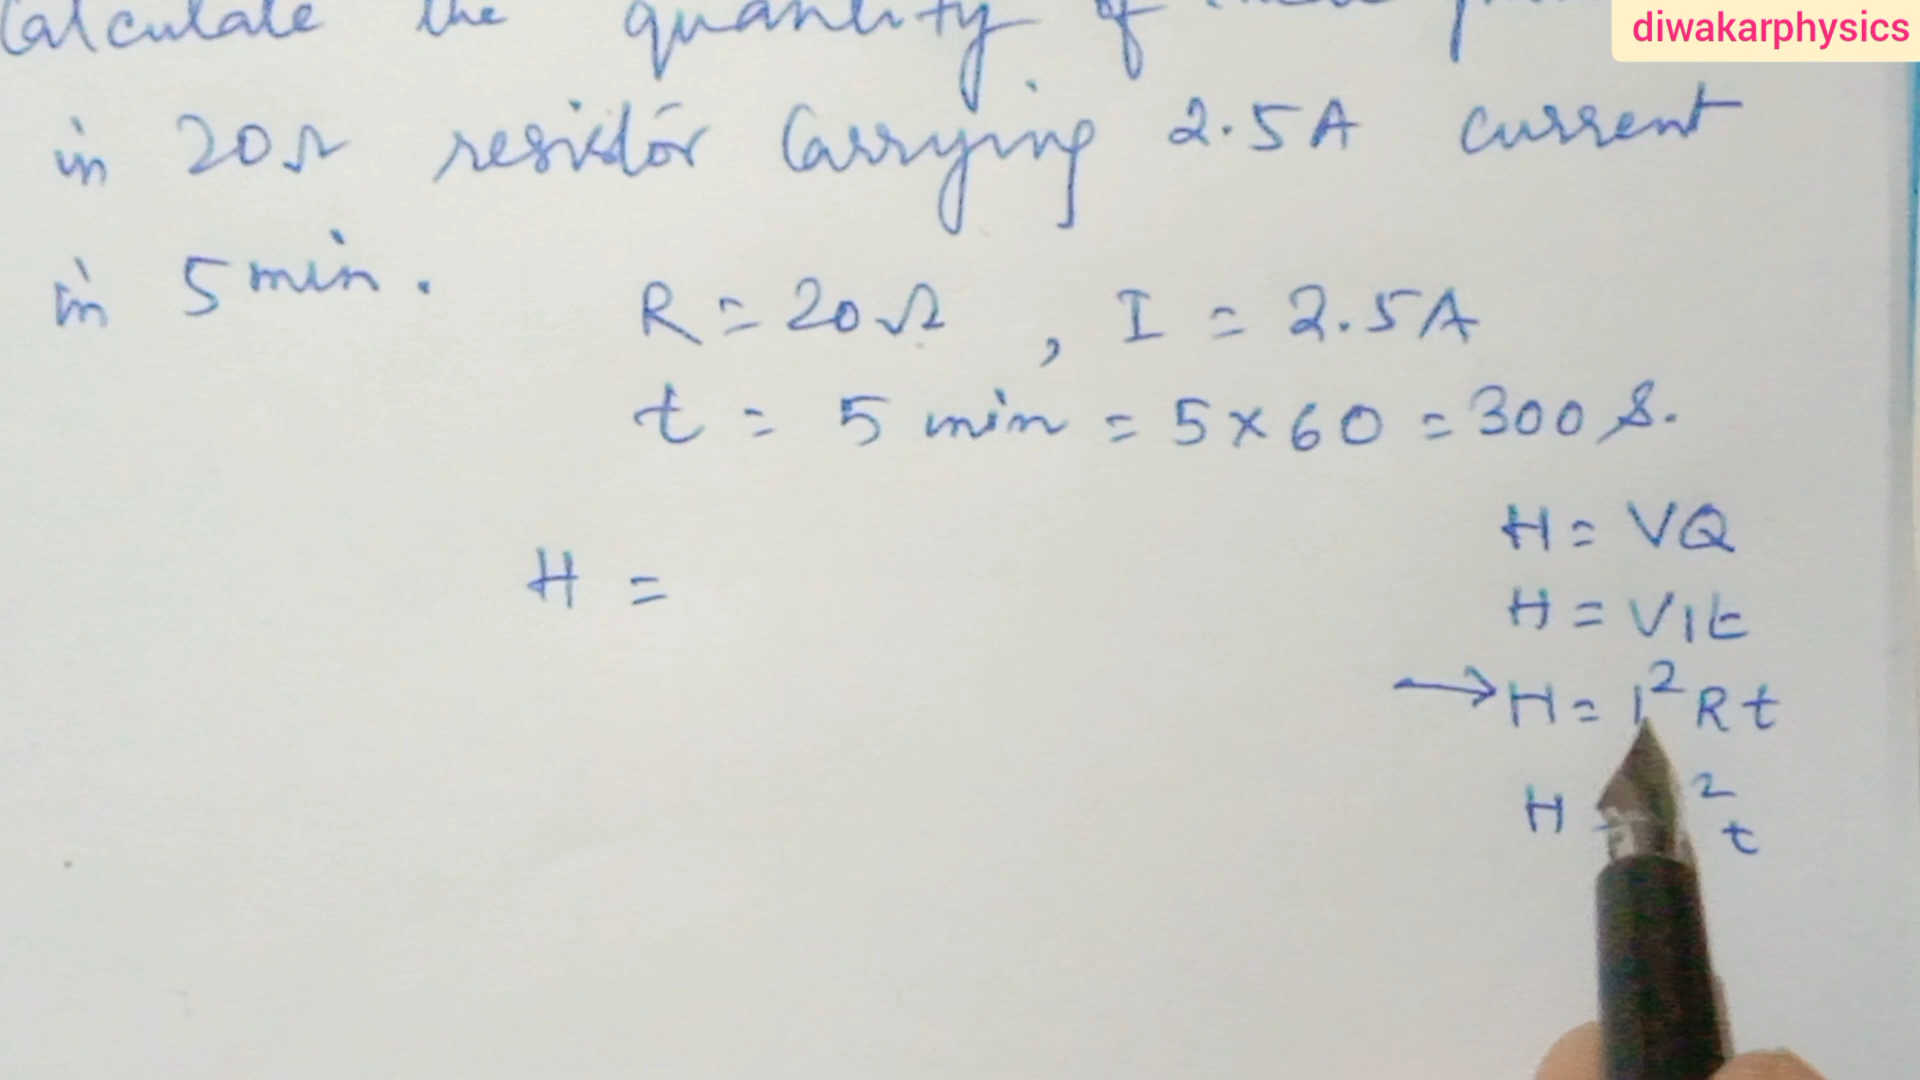 Calculate the quantity of
diwakarphysics
in 20Ω resistor Carrying 2.5A current
in 5 min.
R = 20Ω, I = 2.5A
t = 5 min = 5×60 = 300 s.
H = VQ
H =
H = VIt
→ H = I²Rt
H ² t